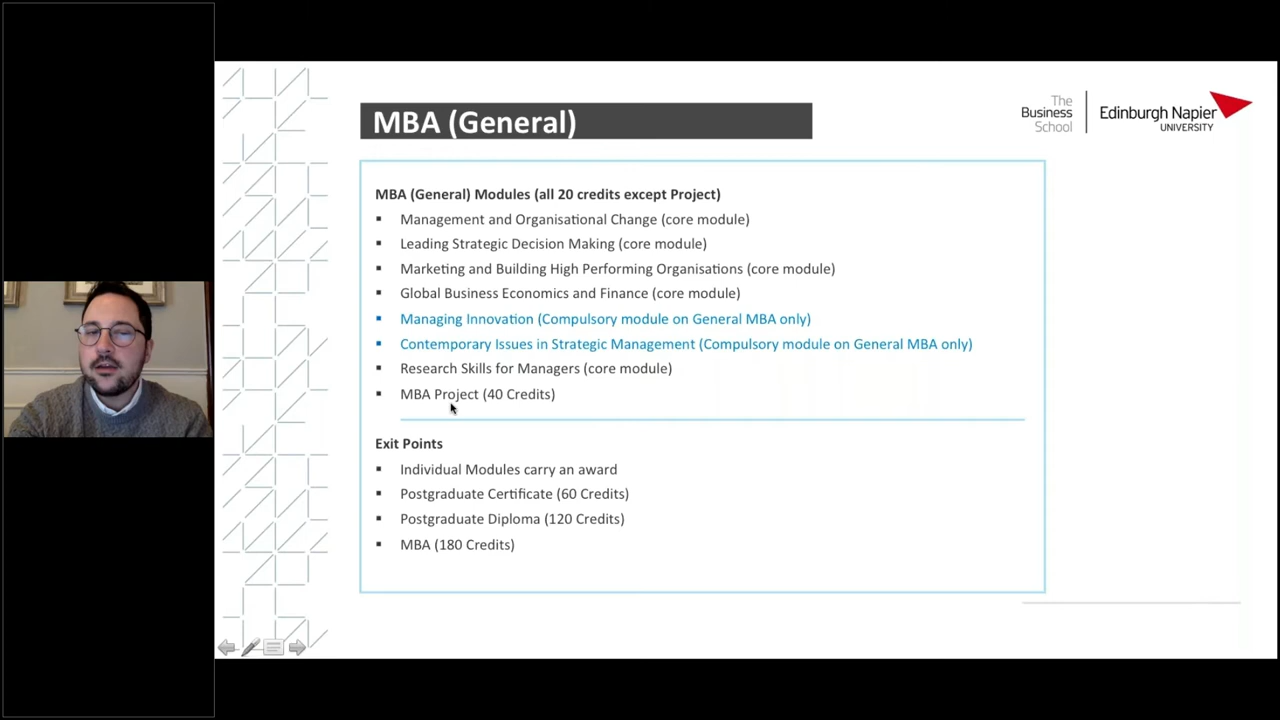 MBA (General)
The
Business
School
Edinburgh Napier
UNIVERSITY
MBA (General) Modules (all 20 credits except Project)
Management and Organisational Change (core module)
Leading Strategic Decision Making (core module)
Marketing and Building High Performing Organisations (core module)
Global Business Economics and Finance (core module)
Managing Innovation (Compulsory module on General MBA only)
Contemporary Issues in Strategic Management (Compulsory module on General MBA only)
Research Skills for Managers (core module)
MBA Project (40 Credits)
Exit Points
Individual Modules carry an award
Postgraduate Certificate (60 Credits)
Postgraduate Diploma (120 Credits)
MBA (180 Credits)